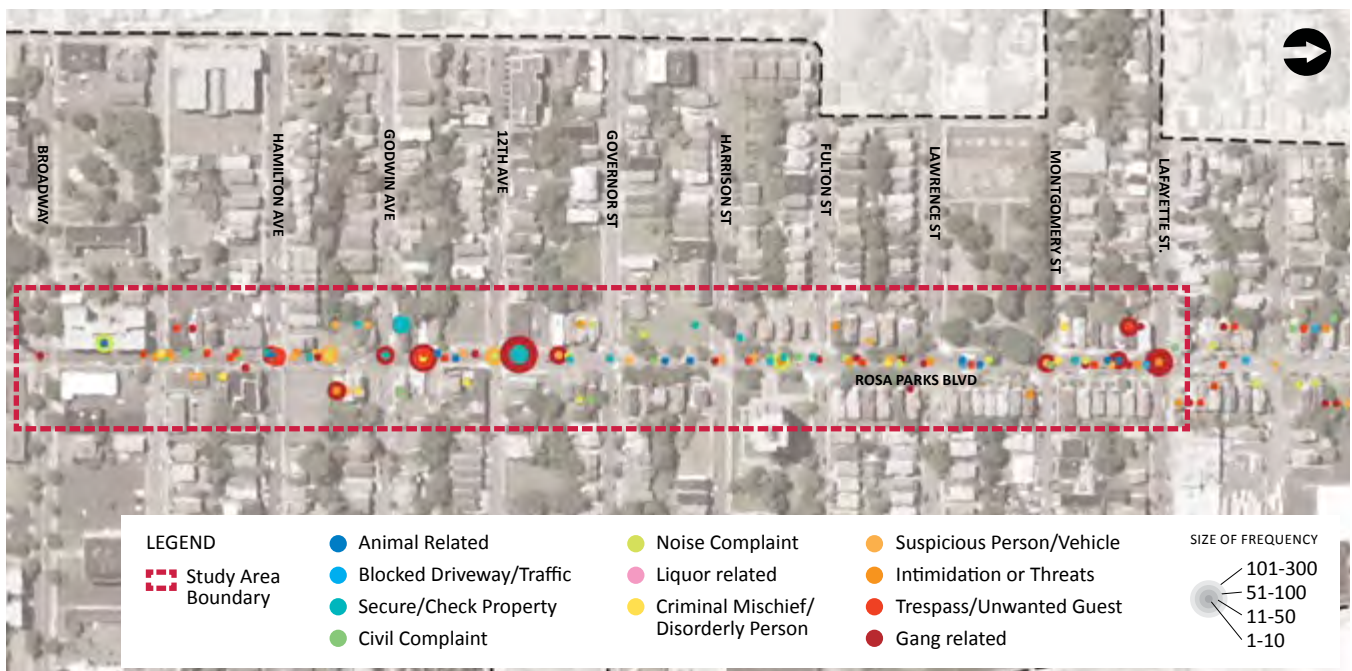 BROADWAY
HAMILTON AVE
GODWIN AVE
12TH AVE
GOVERNOR ST
HARRISON ST
FULTON ST
LAWRENCE ST
MONTGOMERY ST
LAFAYETTE ST.
ROSA PARKS BLVD
LEGEND
Study Area
Boundary
Animal Related
Blocked Driveway/Traffic
Secure/Check Property
Civil Complaint
Noise Complaint
Liquor related
Criminal Mischief/
Disorderly Person
Suspicious Person/Vehicle
Intimidation or Threats
Trespass/Unwanted Guest
Gang related
SIZE OF FREQUENCY
101-300
51-100
11-50
1-10